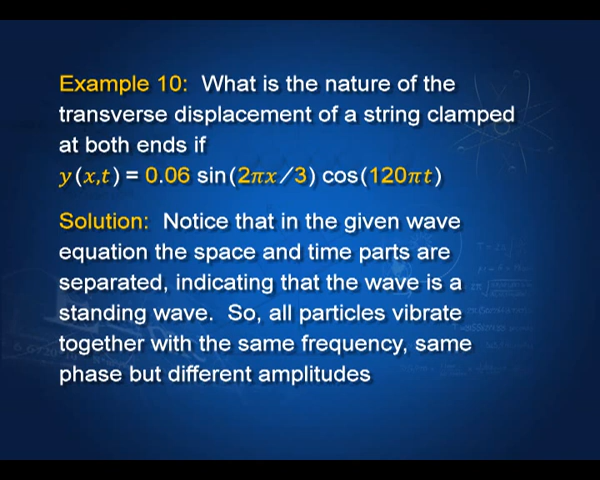 Example 10: What is the nature of the
transverse displacement of a string clamped
at both ends if
y(x,t) = 0.06 sin(2πx/3) cos(120πt)
Solution: Notice that in the given wave
equation the space and time parts are
separated, indicating that the wave is a
standing wave. So, all particles vibrate
together with the same frequency, same
phase but different amplitudes